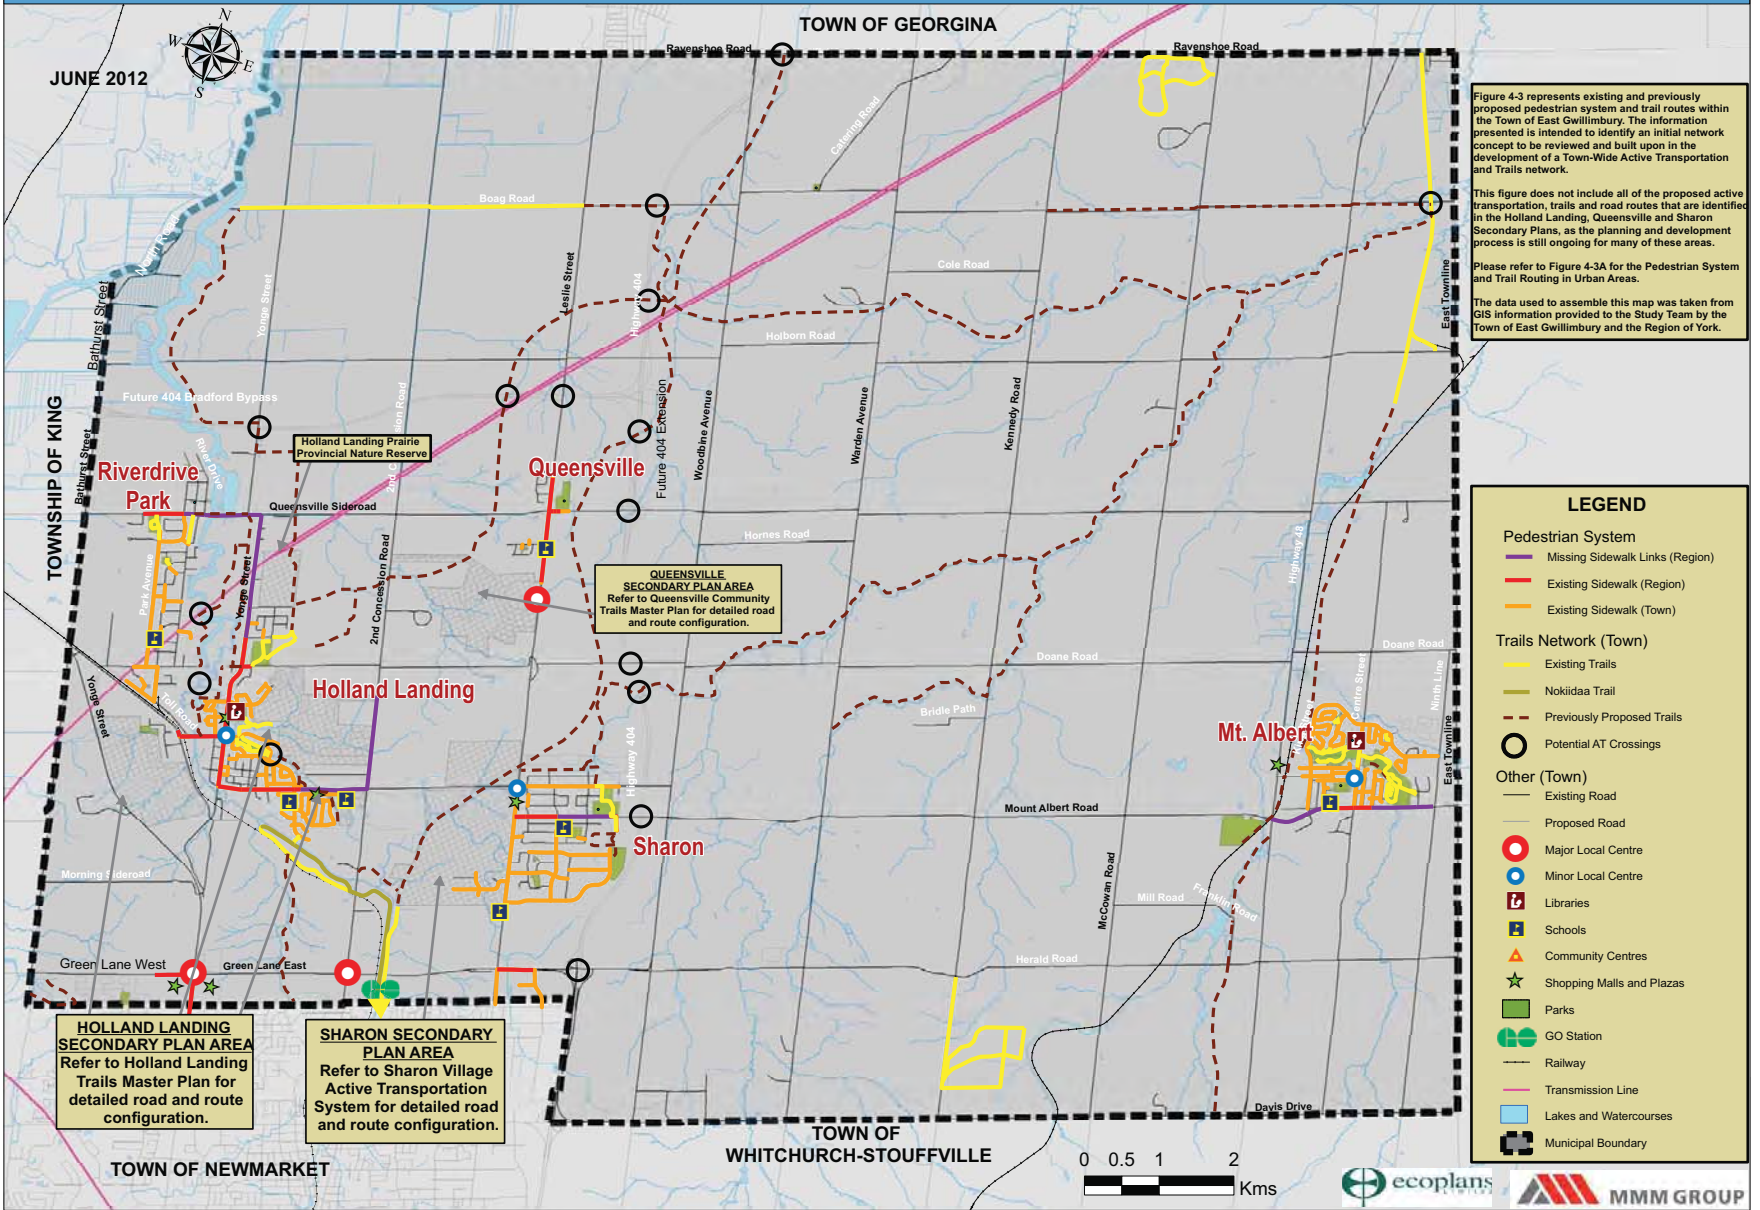 TOWN OF GEORGINA
N
W
E
S
JUNE 2012
Ravenshoe Road
Ravenshoe Road
Catering Road
Boag Road
Cole Road
Leslie Street
Highway 404
Yonge Street
Bathurst Street
East Townline
Holborn Road
Future 404 Bradford Bypass
Future 404 Extension
Woodbine Avenue
Warden Avenue
Kennedy Road
TOWNSHIP OF KING
Bathurst Street
River Drive
Holland Landing Prairie
Provincial Nature Reserve
Riverdrive
Park
Queensville
Queensville Sideroad
Hornes Road
Highway 48
Park Avenue
Yonge Street
2nd Concession Road
QUEENSVILLE
SECONDARY PLAN AREA
Refer to Queensville Community
Trails Master Plan for detailed road
and route configuration.
Doane Road
Doane Road
Centre Street
Ninth Line
Yonge Street
Toll Road
Holland Landing
Bridle Path
Mt. Albert
East Townline
Highway 404
Mount Albert Road
Sharon
Morning Sideroad
McCowan Road
Mill Road
Franklin Road
Green Lane West
Green Lane East
Herald Road
Davis Drive
HOLLAND LANDING
SECONDARY PLAN AREA
Refer to Holland Landing
Trails Master Plan for
detailed road and route
configuration.
SHARON SECONDARY
PLAN AREA
Refer to Sharon Village
Active Transportation
System for detailed road
and route configuration.
TOWN OF NEWMARKET
TOWN OF
WHITCHURCH-STOUFFVILLE
0 0.5 1 2
Kms
Figure 4-3 represents existing and previously
proposed pedestrian system and trail routes within
the Town of East Gwillimbury. The information
presented is intended to identify an initial network
concept to be reviewed and built upon in the
development of a Town-Wide Active Transportation
and Trails network.
This figure does not include all of the proposed active
transportation, trails and road routes that are identified
in the Holland Landing, Queensville and Sharon
Secondary Plans, as the planning and development
process is still ongoing for many of these areas.
Please refer to Figure 4-3A for the Pedestrian System
and Trail Routing in Urban Areas.
The data used to assemble this map was taken from
GIS information provided to the Study Team by the
Town of East Gwillimbury and the Region of York.
LEGEND
Pedestrian System
Missing Sidewalk Links (Region)
Existing Sidewalk (Region)
Existing Sidewalk (Town)
Trails Network (Town)
Existing Trails
Nokiidaa Trail
Previously Proposed Trails
Potential AT Crossings
Other (Town)
Existing Road
Proposed Road
Major Local Centre
Minor Local Centre
Libraries
Schools
Community Centres
Shopping Malls and Plazas
Parks
GO Station
Railway
Transmission Line
Lakes and Watercourses
Municipal Boundary
ecoplans
MMM GROUP